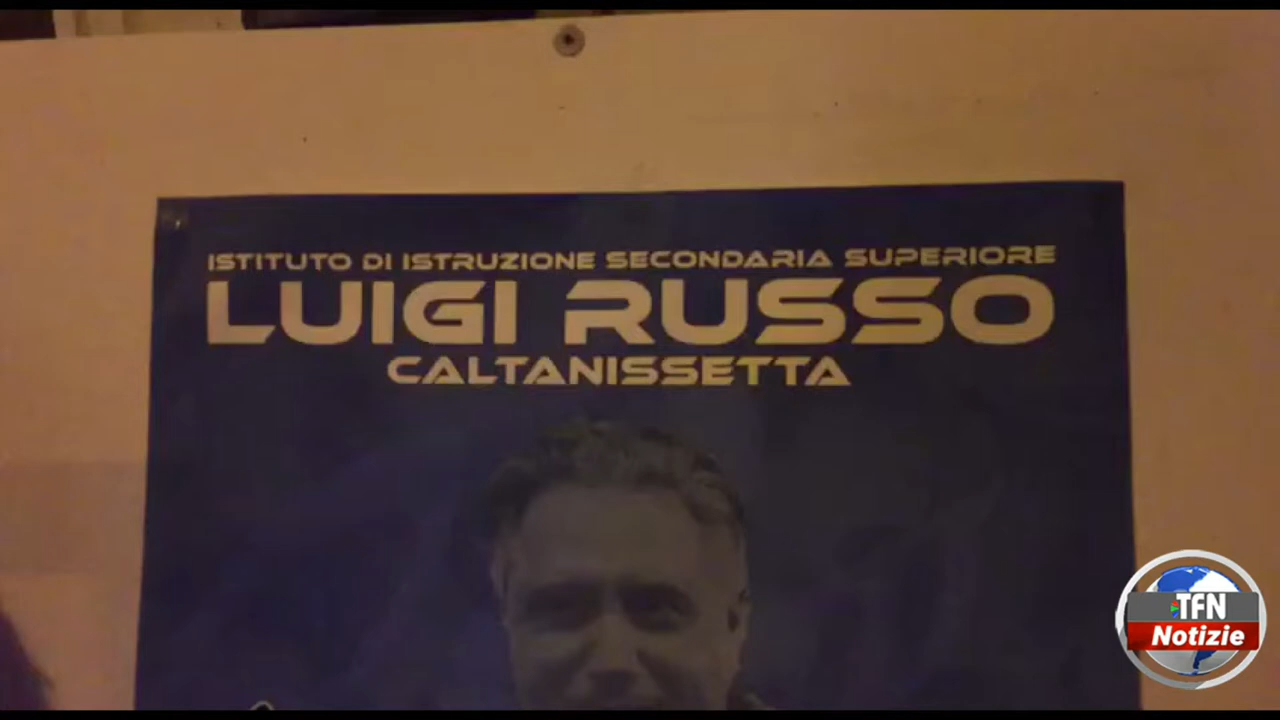 ISTITUTO DI ISTRUZIONE SECONDARIA SUPERIORE
LUIGI RUSSO
CALTANISSETTA
TFN
Notizie